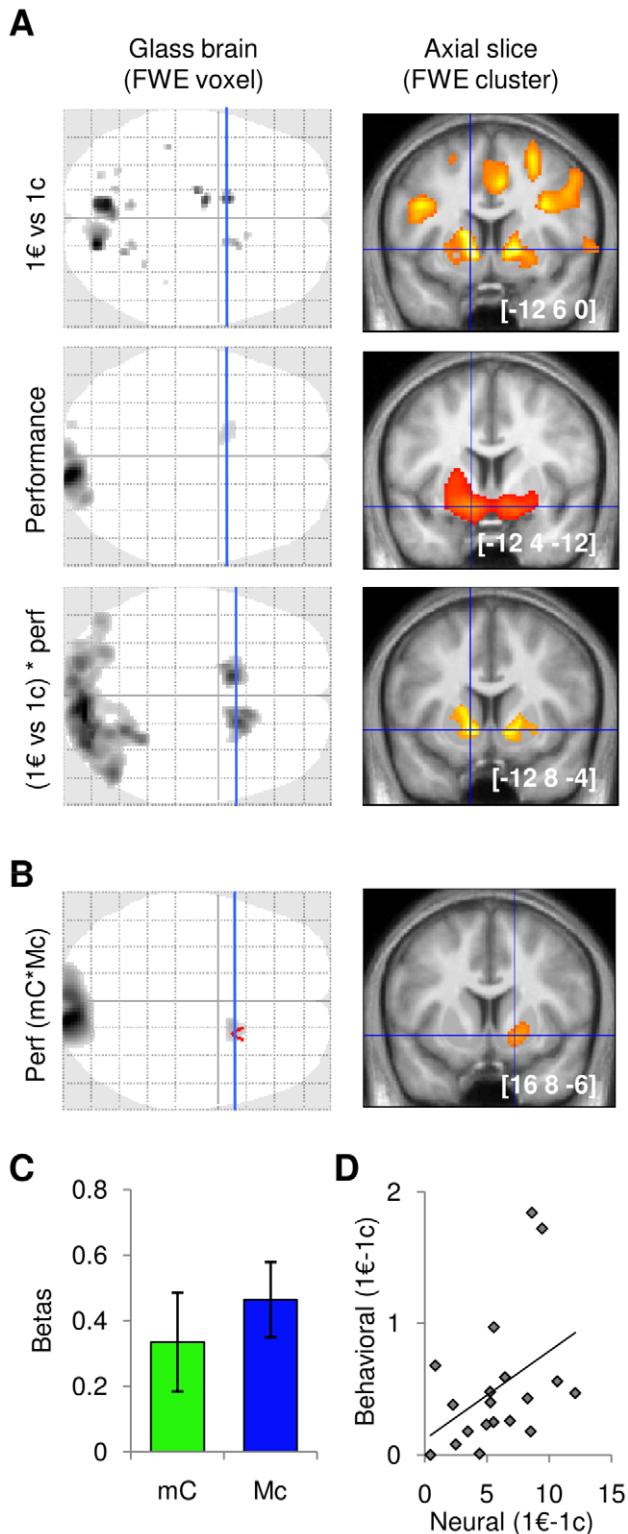 A
Glass brain
(FWE voxel)
Axial slice
(FWE cluster)
1€ vs 1c
[-12 6 0]
Performance
[-12 4 -12]
(1€ vs 1c) * perf
[-12 8 -4]
B
Perf (mC*Mc)
<
[16 8 -6]
C
0.8
0.6
0.4
0.2
0
Betas
mC
Mc
D
2
1
0
Behavioral (1€-1c)
0
5
10
15
Neural (1€-1c)